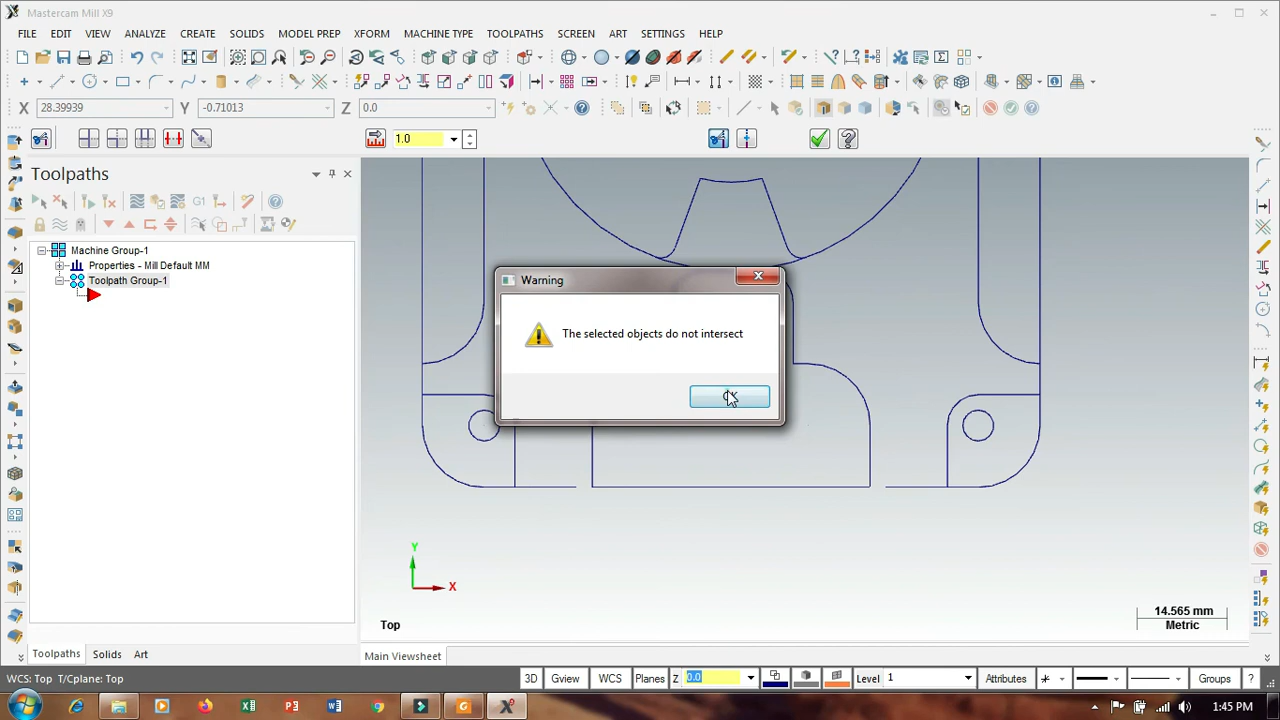 Mastercam Mill X9
FILE EDIT VIEW ANALYZE CREATE SOLIDS MODEL PREP XFORM MACHINE TYPE TOOLPATHS SCREEN ART SETTINGS HELP
X 28.39939 Y -0.71013 Z 0.0
1.0
Toolpaths
G1
Machine Group-1
Properties - Mill Default MM
Toolpath Group-1
Warning
The selected objects do not intersect
Y
X
Top
14.565 mm
Metric
Toolpaths Solids Art
Main Viewsheet
WCS: Top T/Cplane: Top
3D Gview WCS Planes Z 0.0 Level 1 Attributes Groups ?
1:45 PM